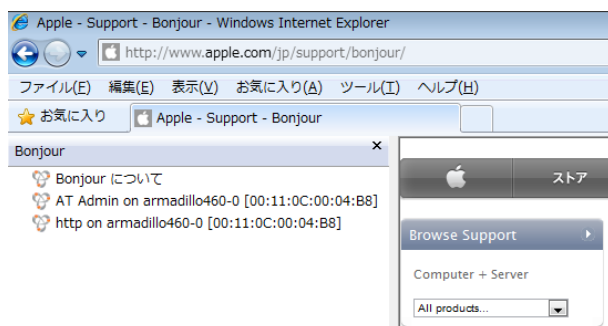 Apple - Support - Bonjour - Windows Internet Explorer
http://www.apple.com/jp/support/bonjour/
ファイル(F) 編集(E) 表示(V) お気に入り(A) ツール(T) ヘルプ(H)
お気に入り Apple - Support - Bonjour
Bonjour
Bonjour について
AT Admin on armadillo460-0 [00:11:0C:00:04:B8]
http on armadillo460-0 [00:11:0C:00:04:B8]
ストア
Browse Support
Computer + Server
All products...